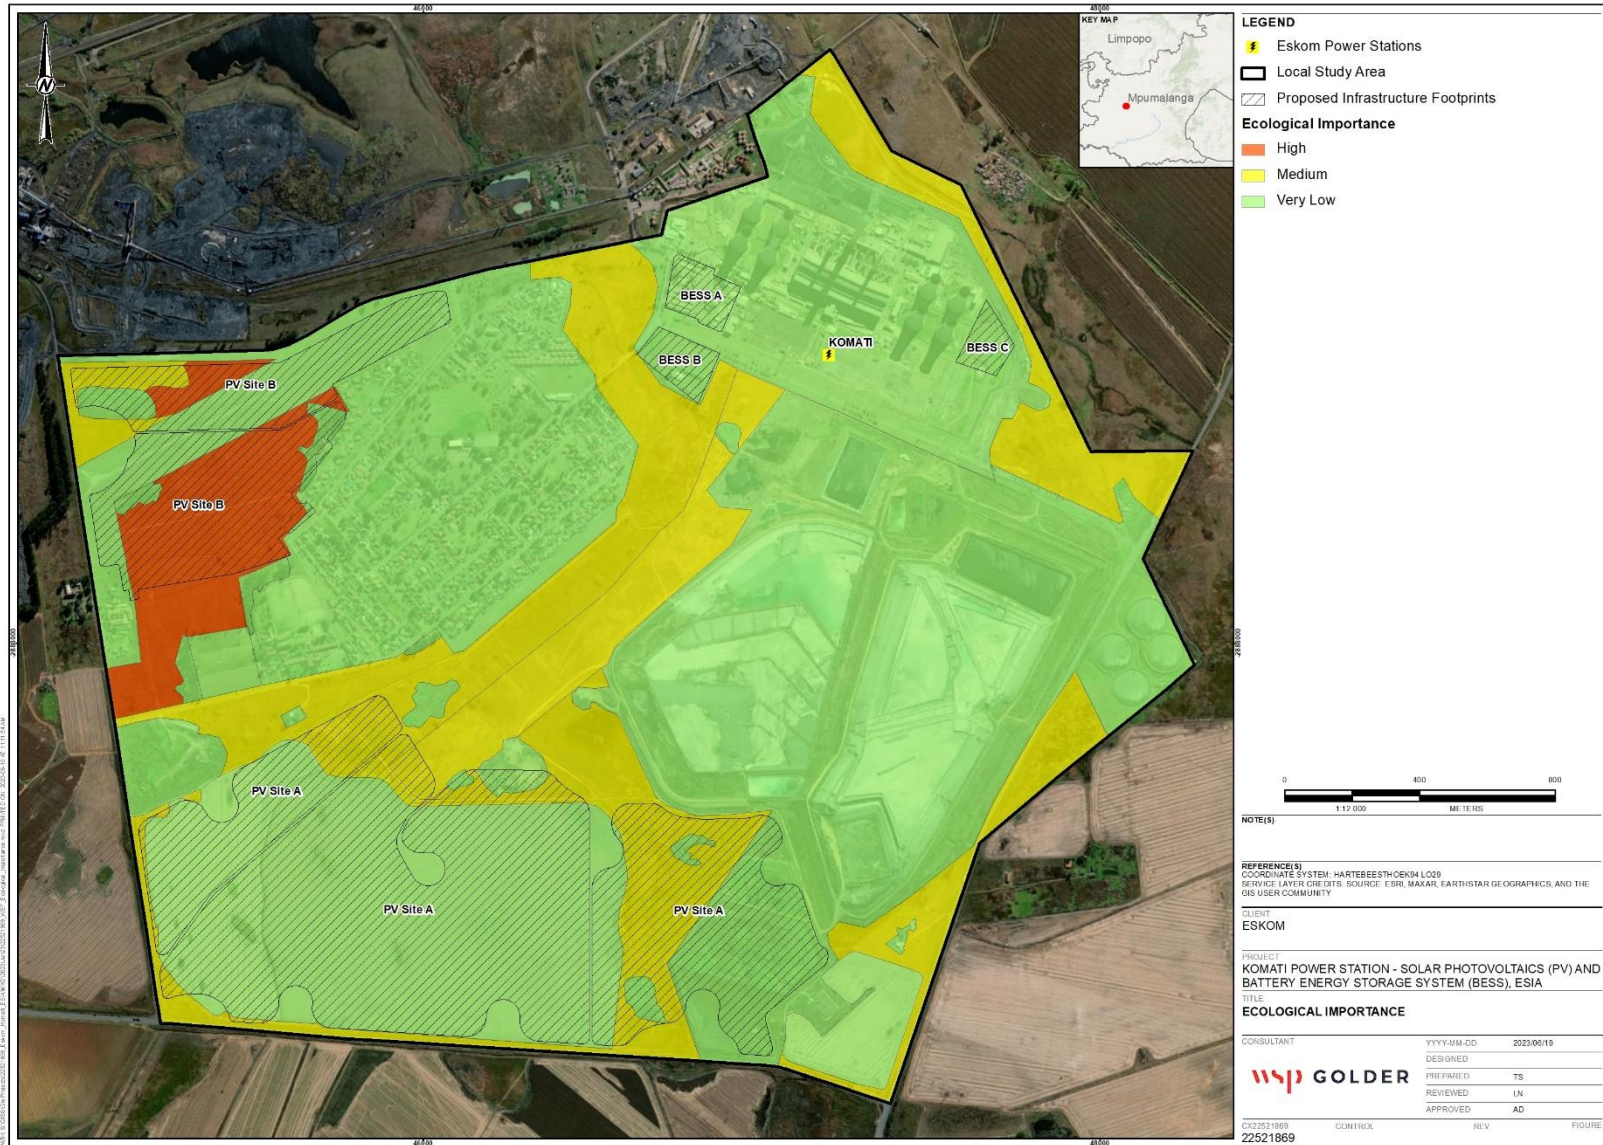 46000
48000
N
KEY MAP
Limpopo
Mpumalanga
BESS A
BESS B
KOMATI
BESS C
PV Site B
PV Site B
PV Site A
PV Site A
PV Site A
46000
48000
LEGEND
Eskom Power Stations
Local Study Area
Proposed Infrastructure Footprints
Ecological Importance
High
Medium
Very Low
0 400 800
1:12 000 METERS
NOTE(S)
REFERENCE(S)
COORDINATE SYSTEM: HARTEBEESTHOEK94 LO29
SERVICE LAYER CREDITS: SOURCE: ESRI, MAXAR, EARTHSTAR GEOGRAPHICS, AND THE
GIS USER COMMUNITY
CLIENT
ESKOM
PROJECT
KOMATI POWER STATION - SOLAR PHOTOVOLTAICS (PV) AND
BATTERY ENERGY STORAGE SYSTEM (BESS), ESIA
TITLE
ECOLOGICAL IMPORTANCE
CONSULTANT
wsp GOLDER
YYYY-MM-DD 2023/06/19
DESIGNED
PREPARED TS
REVIEWED LN
APPROVED AD
CX22521869 CONTROL REV. FIGURE
22521869